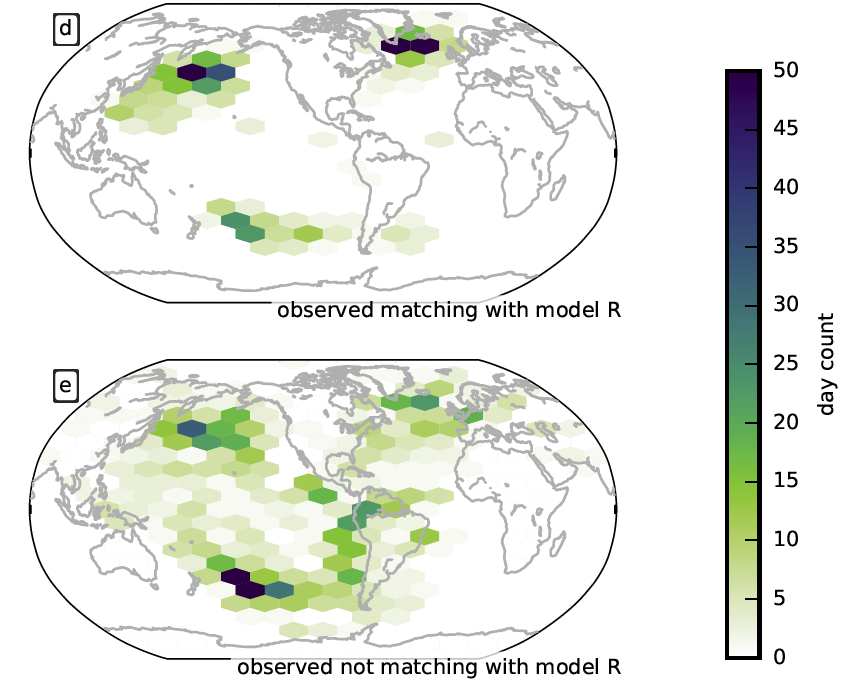 d
observed matching with model R
e
observed not matching with model R
50
45
40
35
30
25
20
15
10
5
0
day count